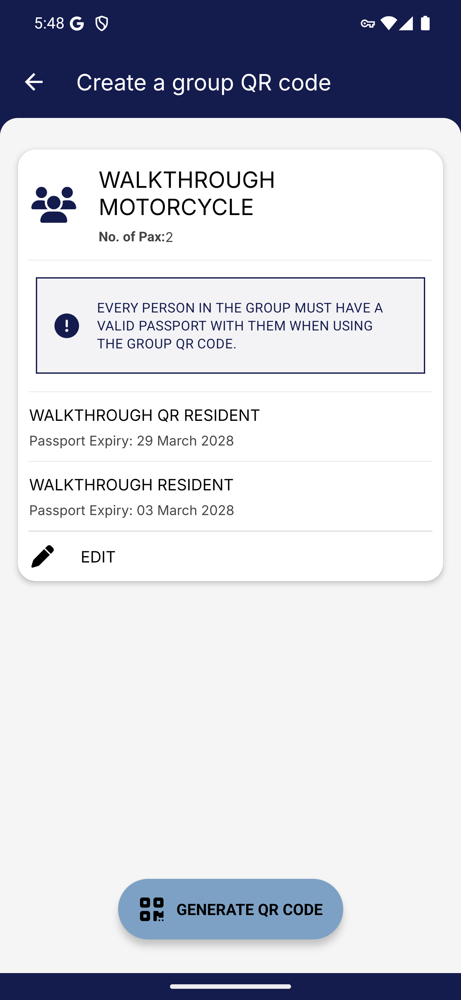 5:48
Create a group QR code
WALKTHROUGH
MOTORCYCLE
No. of Pax:2
EVERY PERSON IN THE GROUP MUST HAVE A
VALID PASSPORT WITH THEM WHEN USING
THE GROUP QR CODE.
WALKTHROUGH QR RESIDENT
Passport Expiry: 29 March 2028
WALKTHROUGH RESIDENT
Passport Expiry: 03 March 2028
EDIT
GENERATE QR CODE